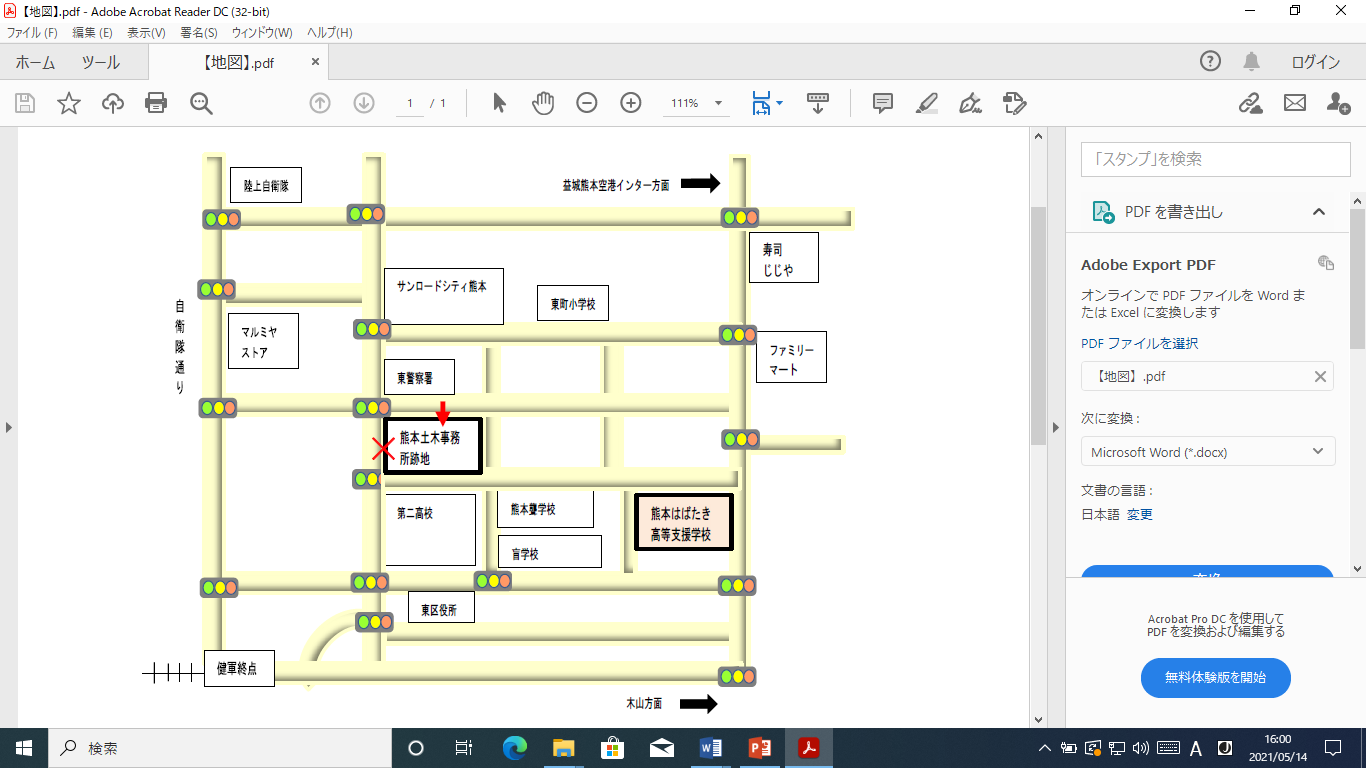 【地図】.pdf - Adobe Acrobat Reader DC (32-bit)
ファイル (F) 編集 (E) 表示(V) 署名(S) ウィンドウ(W) ヘルプ(H)
ホーム ツール 【地図】.pdf × ログイン
1 / 1 111%
陸上自衛隊
益城熊本空港インター方面
寿司
じじや
サンロードシティ熊本
東町小学校
自衛隊通り
マルミヤ
ストア
ファミリー
マート
東警察署
熊本土木事務
所跡地
第二高校
熊本聾学校
盲学校
熊本はばたき
高等支援学校
東区役所
健軍終点
木山方面
「スタンプ」を検索
PDF を書き出し
Adobe Export PDF
オンラインで PDF ファイルを Word ま
たは Excel に変換します
PDF ファイルを選択
【地図】.pdf
次に変換 :
Microsoft Word (*.docx)
文書の言語 :
日本語 変更
変換
Acrobat Pro DC を使用して
PDF を変換および編集する
無料体験版を開始
検索
A
16:00
2021/05/14